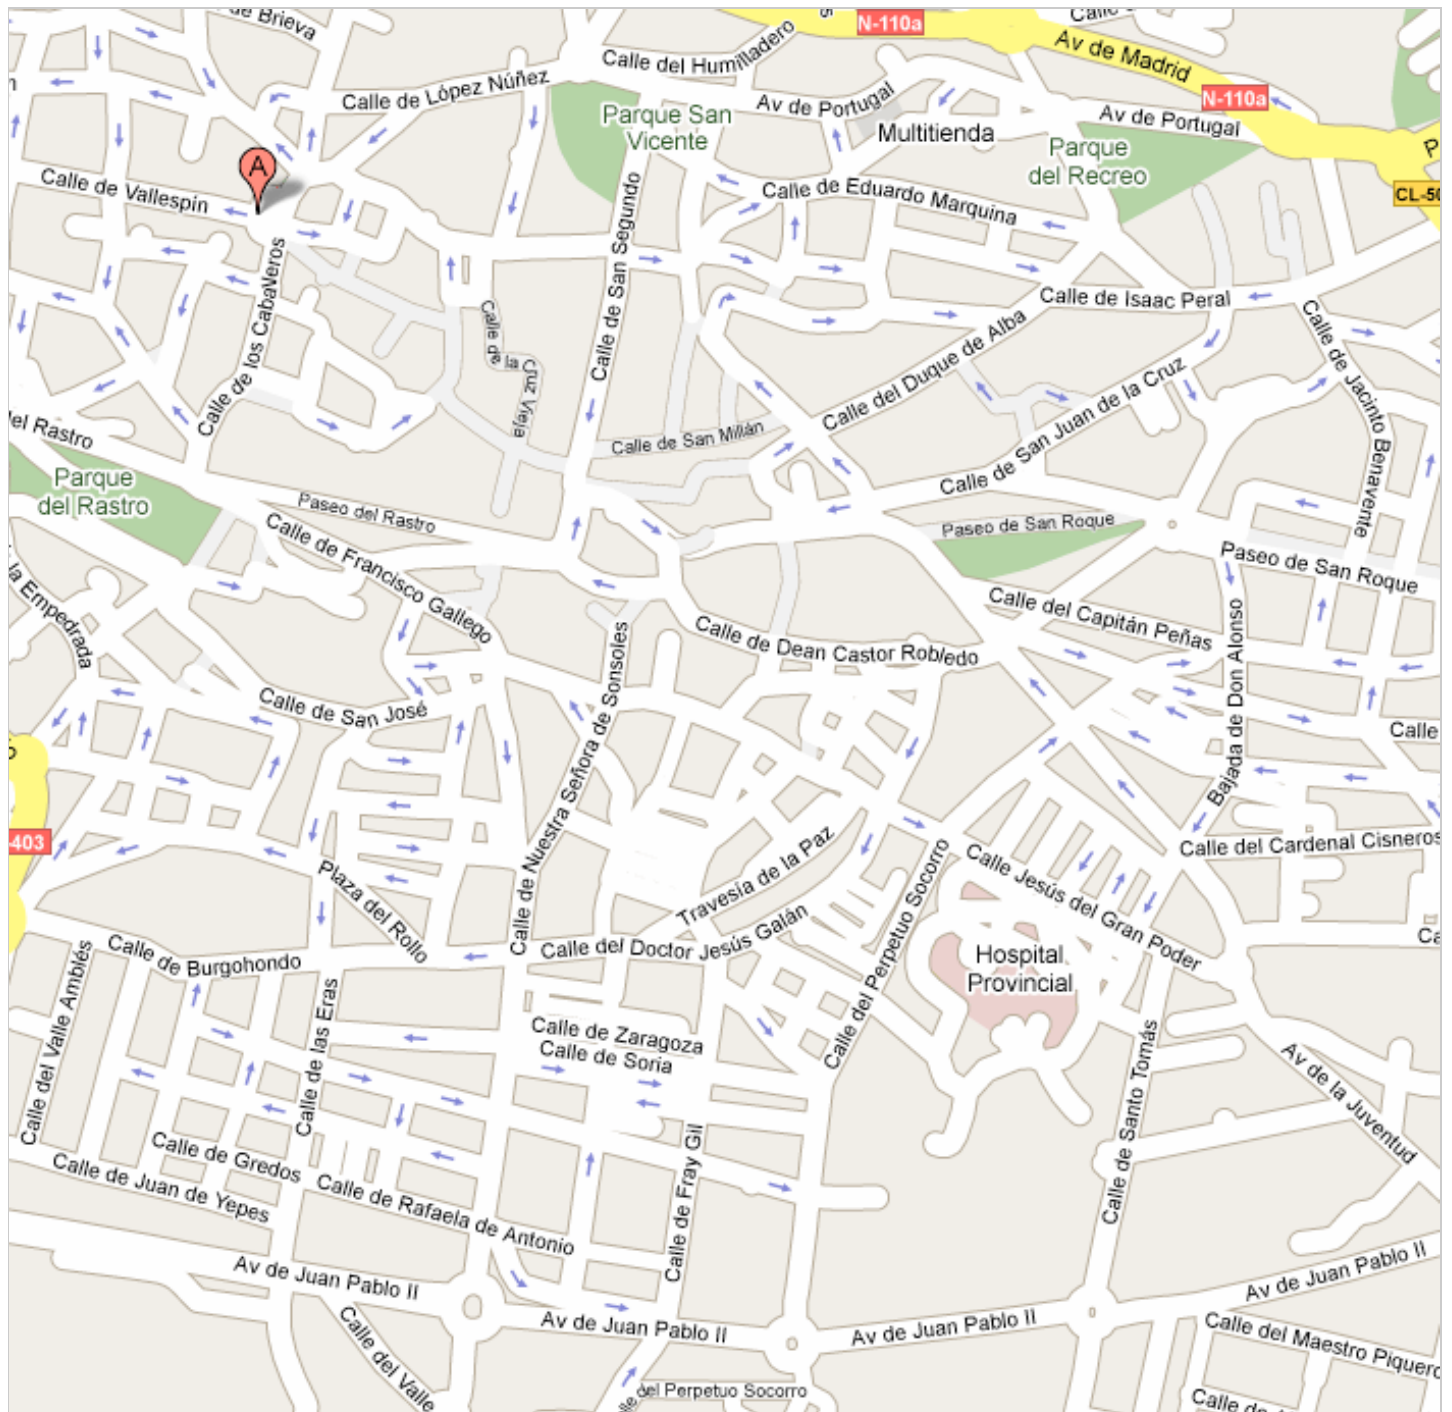 de Brieva
Calle del Humilladero
N-110a
Av de Madrid
N-110a
Calle de López Núñez
Av de Portugal
Av de Portugal
Parque San
Vicente
Multitienda
Parque
del Recreo
A
Calle de Vallespín
Calle de Eduardo Marquina
CL-50
Calle de los Caballeros
Calle de San Segundo
Calle de Isaac Peral
Calle de la Cruz Vieja
Calle del Duque de Alba
Calle de Jacinto Benavente
Calle de San Juan de la Cruz
del Rastro
Calle de San Millán
Parque
del Rastro
Paseo del Rastro
Paseo de San Roque
Calle de Francisco Gallego
Paseo de San Roque
la Empedrada
Calle del Capitán Peñas
Calle de Dean Castor Robledo
Bajada de Don Alonso
Calle de San José
Calle de Nuestra Señora de Sonsoles
Calle
-403
Plaza del Rollo
Travesía de la Paz
Calle del Cardenal Cisneros
Calle Jesús del Gran Poder
Calle del Perpetuo Socorro
Calle del Doctor Jesús Galán
Calle de Burgohondo
Hospital
Provincial
Ca
Calle del Valle Amblés
Calle de las Eras
Calle de Zaragoza
Calle de Soria
Calle de Santo Tomás
Av de la Juventud
Calle de Gredos
Calle de Juan de Yepes
Calle de Rafaela de Antonio
Calle de Fray Gil
Av de Juan Pablo II
Av de Juan Pablo II
Av de Juan Pablo II
Av de Juan Pablo II
Calle del Valle
Calle del Maestro Piquero
del Perpetuo Socorro